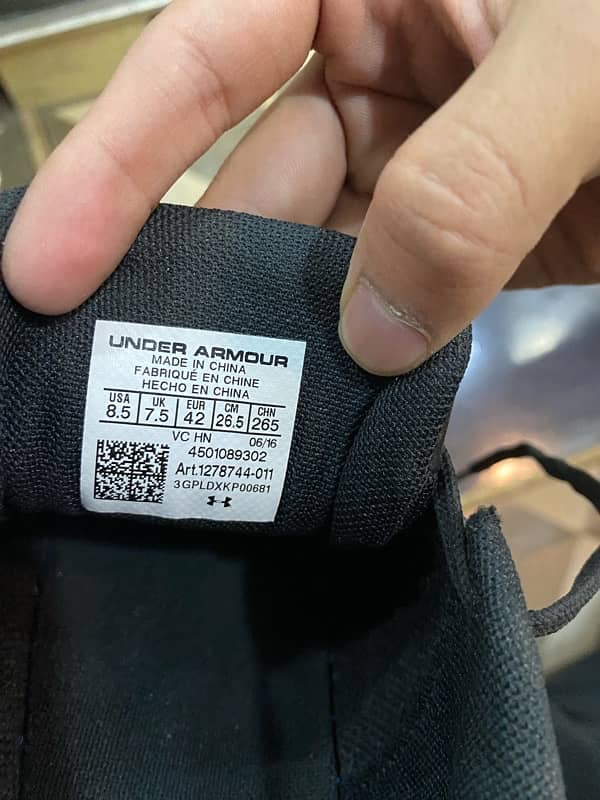 UNDER ARMOUR
MADE IN CHINA
FABRIQUÉ EN CHINE
HECHO EN CHINA
USA UK EUR CM CHN
8.5 7.5 42 26.5 265
VC HN 06/16
4501089302
Art.1278744-011
3GPLDXKP00681